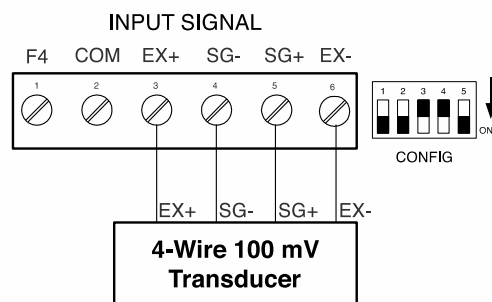 INPUT SIGNAL
F4 COM EX+ SG- SG+ EX-
1 2 3 4 5 6
1 2 3 4 5
ON
CONFIG
EX+ SG- SG+ EX-
4-Wire 100 mV
Transducer